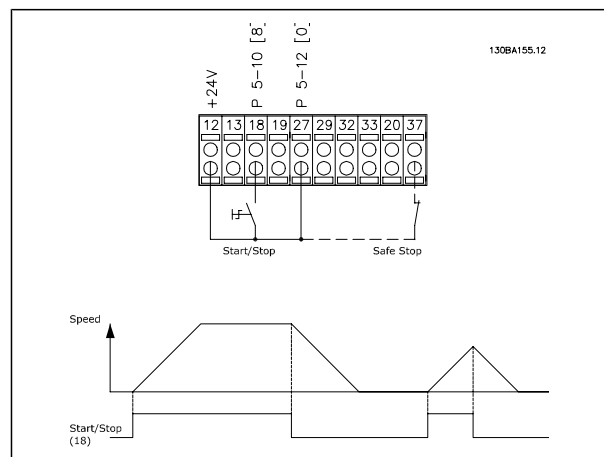 130BA155.12
+24V
P 5-10 [8]
P 5-12 [0]
12 13 18 19 27 29 32 33 20 37
Start/Stop
Safe Stop
Speed
Start/Stop
(18)